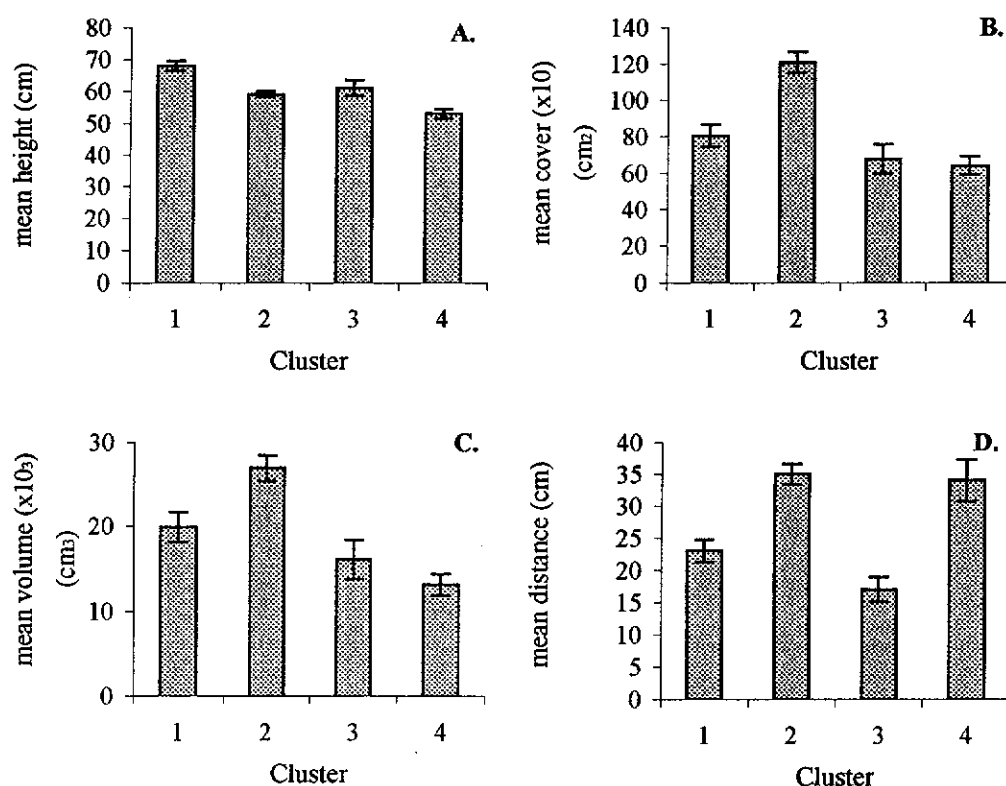 A.
mean height (cm)
80
70
60
50
40
30
20
10
0
1 2 3 4
Cluster
B.
mean cover (x10)
(cm2)
140
120
100
80
60
40
20
0
1 2 3 4
Cluster
C.
mean volume (x103)
(cm3)
30
20
10
0
1 2 3 4
Cluster
D.
mean distance (cm)
40
35
30
25
20
15
10
5
0
1 2 3 4
Cluster